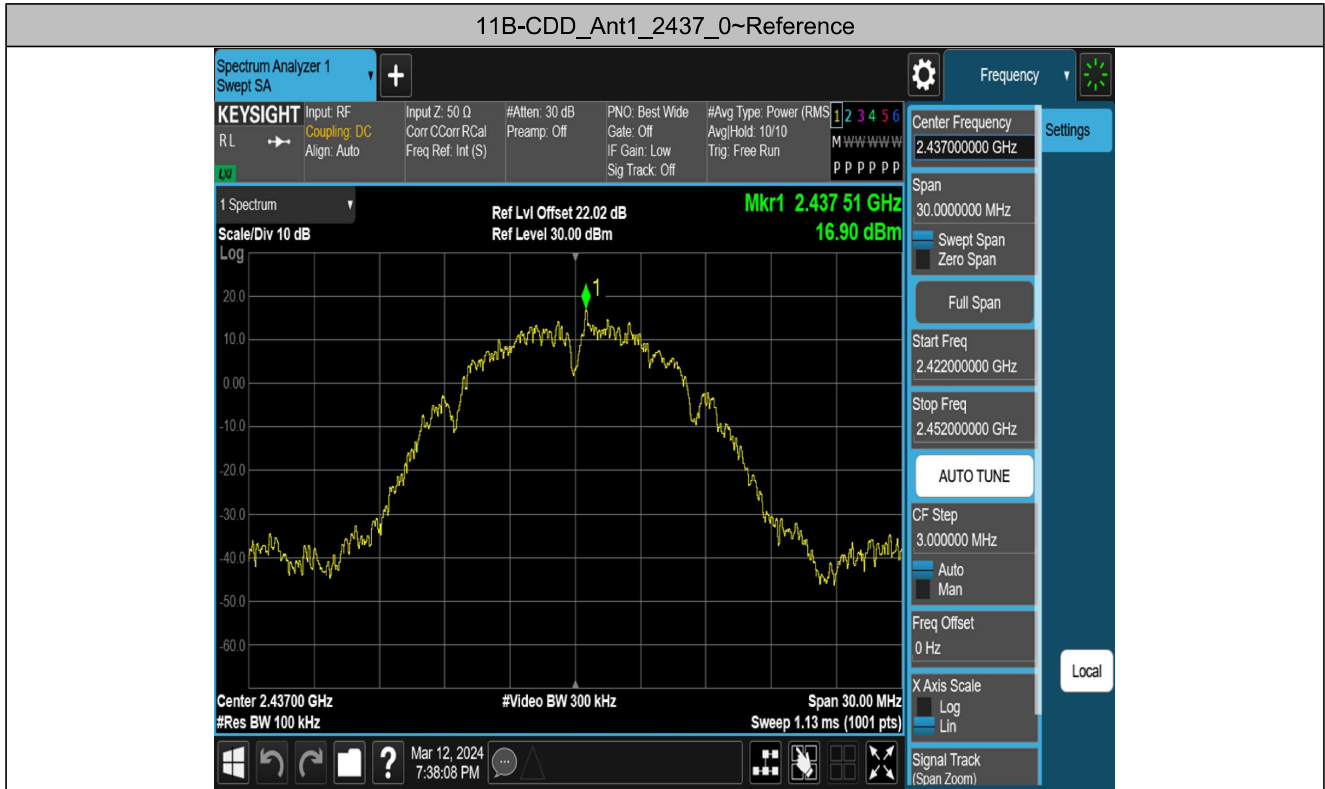 11B-CDD_Ant1_2437_0~Reference
Spectrum Analyzer 1
Swept SA
+
Frequency
KEYSIGHT
R L
LXI
Input: RF
Coupling: DC
Align: Auto
Input Z: 50 Ω
Corr CCorr RCal
Freq Ref: Int (S)
#Atten: 30 dB
Preamp: Off
PNO: Best Wide
Gate: Off
IF Gain: Low
Sig Track: Off
#Avg Type: Power (RMS
Avg|Hold: 10/10
Trig: Free Run
1 2 3 4 5 6
M W W W W W
P P P P P P
1 Spectrum
Scale/Div 10 dB
Log
Ref Lvl Offset 22.02 dB
Ref Level 30.00 dBm
Mkr1 2.437 51 GHz
16.90 dBm
1
20.0
10.0
0.00
-10.0
-20.0
-30.0
-40.0
-50.0
-60.0
Center 2.43700 GHz
#Res BW 100 kHz
#Video BW 300 kHz
Span 30.00 MHz
Sweep 1.13 ms (1001 pts)
Center Frequency
2.437000000 GHz
Settings
Span
30.0000000 MHz
Swept Span
Zero Span
Full Span
Start Freq
2.422000000 GHz
Stop Freq
2.452000000 GHz
AUTO TUNE
CF Step
3.000000 MHz
Auto
Man
Freq Offset
0 Hz
X Axis Scale
Log
Lin
Local
Signal Track
(Span Zoom)
?
Mar 12, 2024
7:38:08 PM